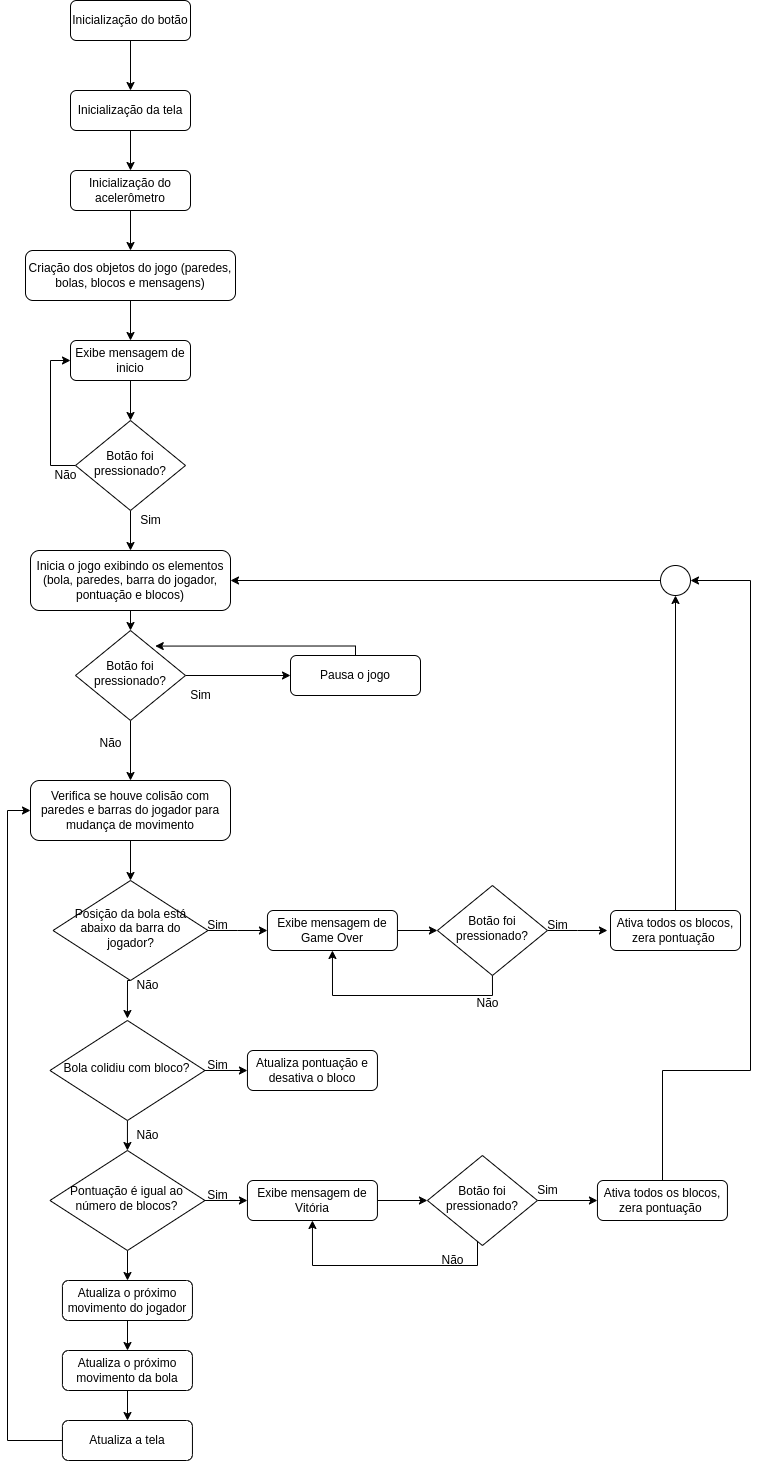 Inicialização do botão
Inicialização da tela
Inicialização do
acelerômetro
Criação dos objetos do jogo (paredes,
bolas, blocos e mensagens)
Exibe mensagem de
inicio
Botão foi
pressionado?
Não
Sim
Inicia o jogo exibindo os elementos
(bola, paredes, barra do jogador,
pontuação e blocos)
Botão foi
pressionado?
Sim
Pausa o jogo
Não
Verifica se houve colisão com
paredes e barras do jogador para
mudança de movimento
Posição da bola está
abaixo da barra do
jogador?
Sim
Exibe mensagem de
Game Over
Botão foi
pressionado?
Sim
Ativa todos os blocos,
zera pontuação
Não
Não
Bola colidiu com bloco?
Sim
Atualiza pontuação e
desativa o bloco
Não
Pontuação é igual ao
número de blocos?
Sim
Exibe mensagem de
Vitória
Botão foi
pressionado?
Sim
Ativa todos os blocos,
zera pontuação
Não
Atualiza o próximo
movimento do jogador
Atualiza o próximo
movimento da bola
Atualiza a tela